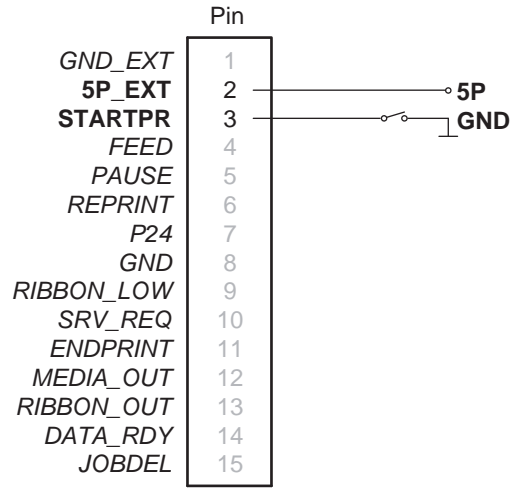 Pin
GND_EXT 1
5P_EXT 2 5P
STARTPR 3 GND
FEED 4
PAUSE 5
REPRINT 6
P24 7
GND 8
RIBBON_LOW 9
SRV_REQ 10
ENDPRINT 11
MEDIA_OUT 12
RIBBON_OUT 13
DATA_RDY 14
JOBDEL 15